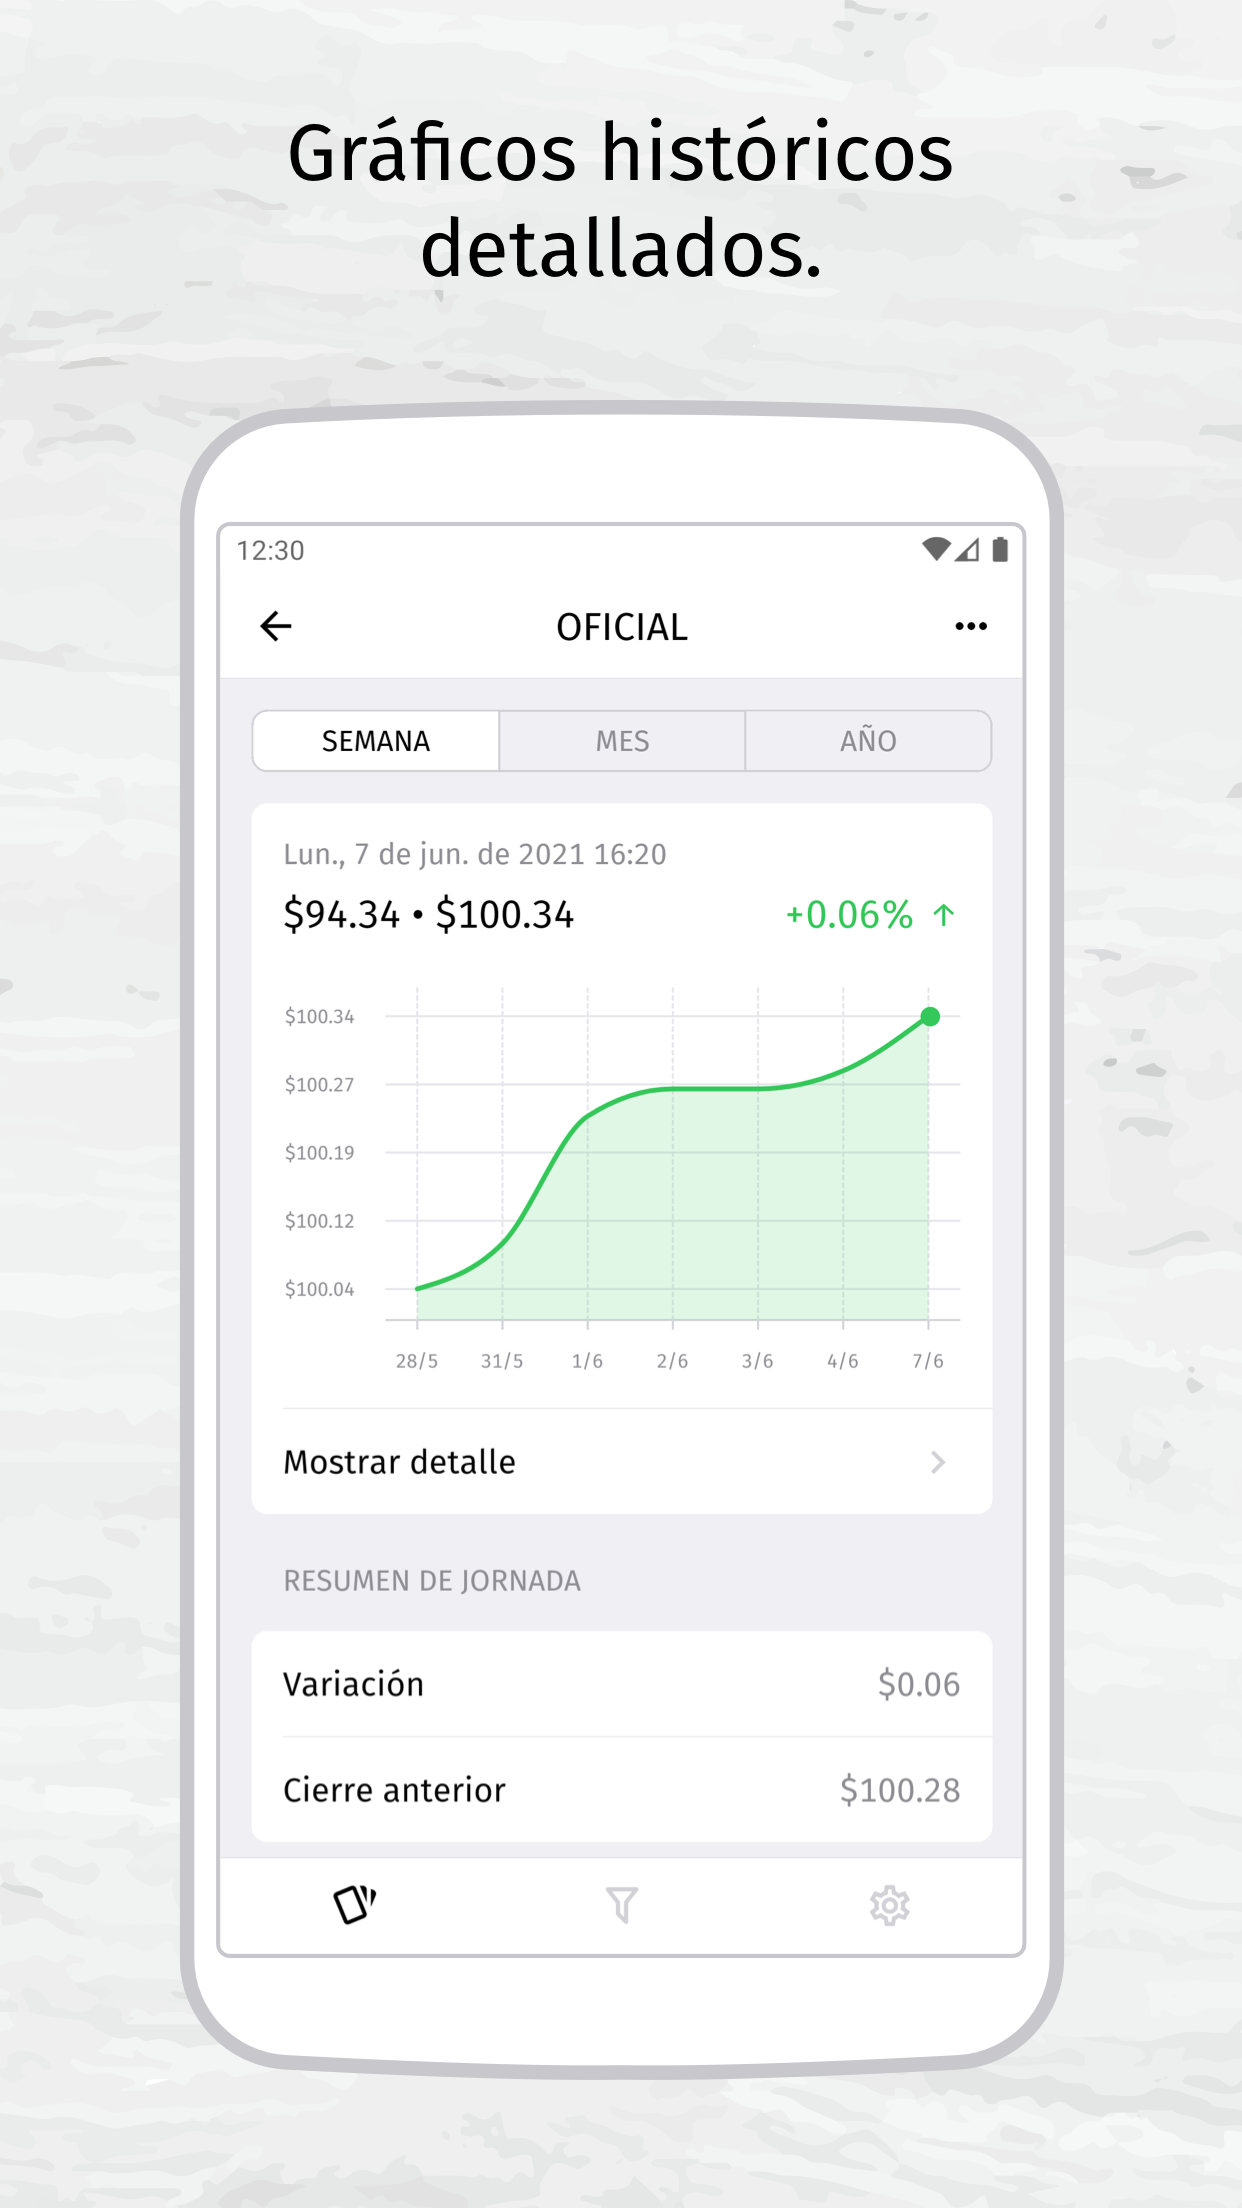 Gráficos históricos
detallados.
12:30
OFICIAL
SEMANA MES AÑO
Lun., 7 de jun. de 2021 16:20
$94.34 • $100.34 +0.06% ↑
$100.34
$100.27
$100.19
$100.12
$100.04
28/5 31/5 1/6 2/6 3/6 4/6 7/6
Mostrar detalle
RESUMEN DE JORNADA
Variación $0.06
Cierre anterior $100.28